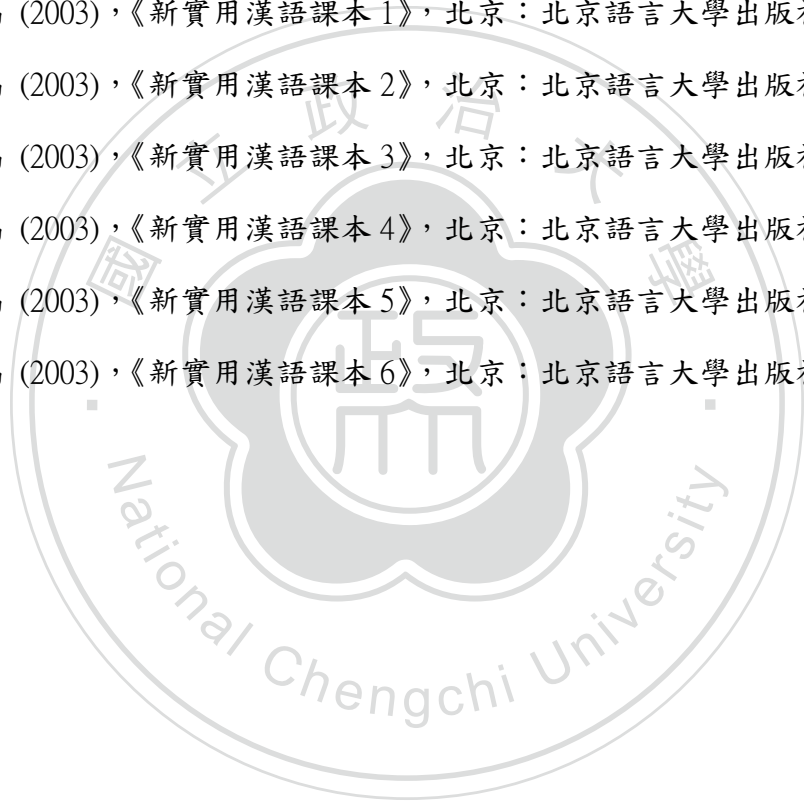 (2003),《新實用漢語課本 1》,北京:北京語言大學出版
(2003),《新實用漢語課本 2》,北京:北京語言大學出版
(2003),《新實用漢語課本 3》,北京:北京語言大學出版
(2003),《新實用漢語課本 4》,北京:北京語言大學出版
(2003),《新實用漢語課本 5》,北京:北京語言大學出版
(2003),《新實用漢語課本 6》,北京:北京語言大學出版
國立政治大學
National Chengchi University